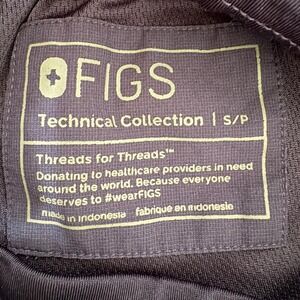 FIGS
Technical Collection | S/P
Threads for Threads™
Donating to healthcare providers in need
around the world. Because everyone
deserves to #wearFIGS
made in Indonesia fabriqué en Indonésie